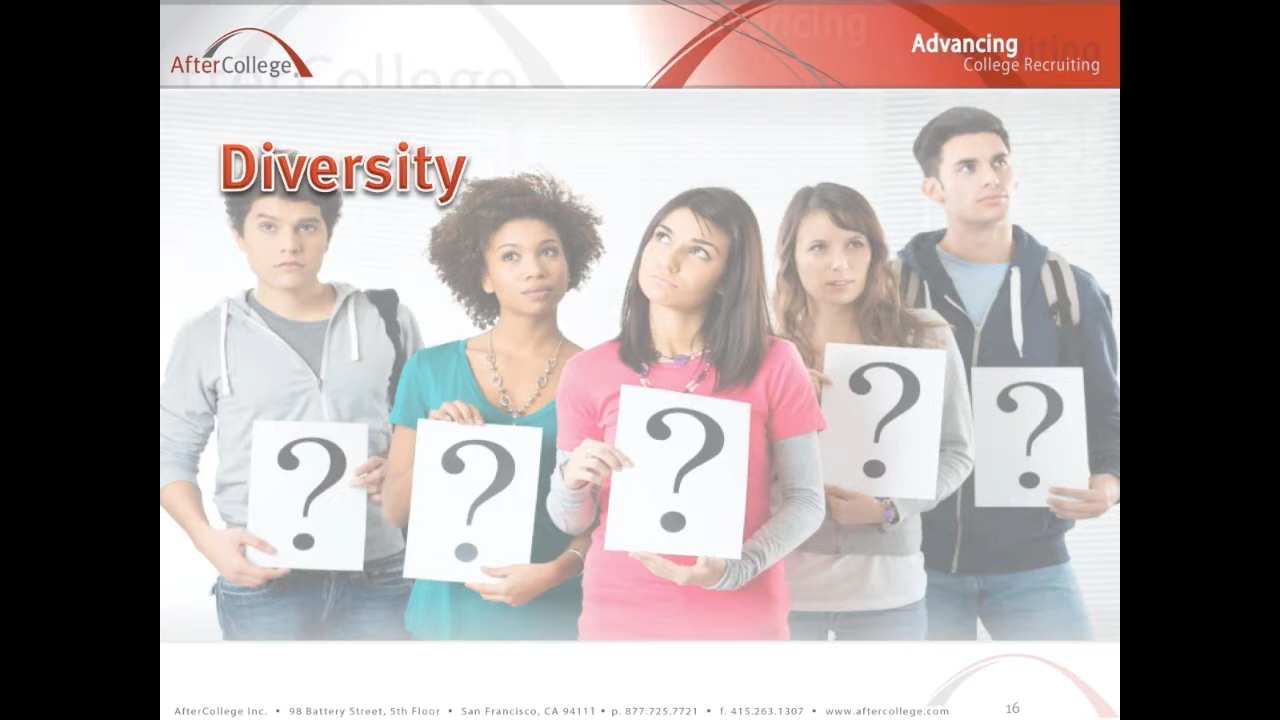 AfterCollege
Advancing
College Recruiting
Diversity
?
?
?
?
?
AfterCollege Inc. • 98 Battery Street, 5th Floor • San Francisco, CA 94111 • p. 877.725.7721 • f. 415.263.1307 • www.aftercollege.com
16